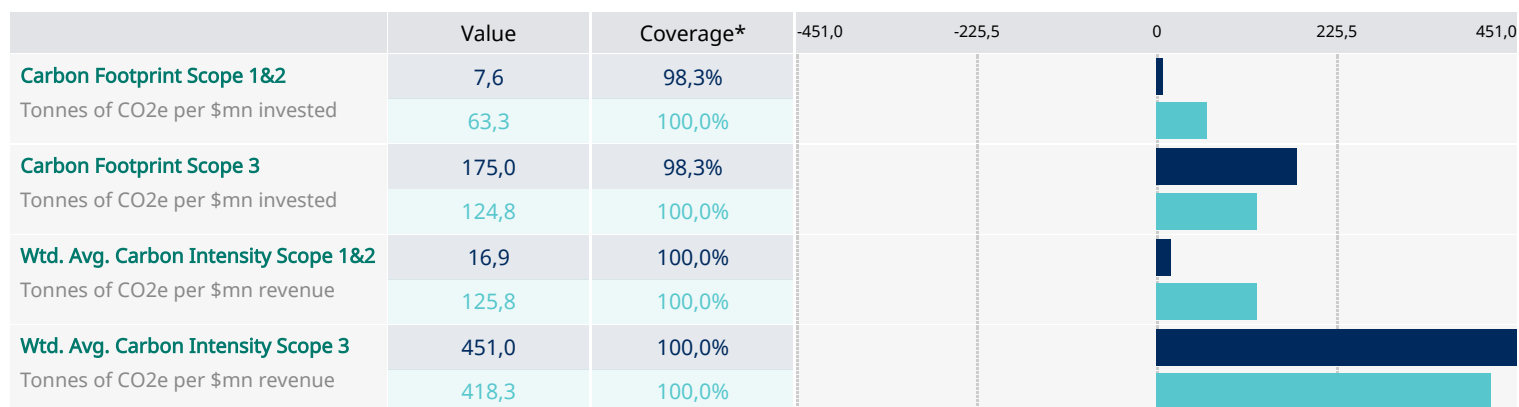 Value Coverage* -451,0 -225,5 0 225,5 451,0
Carbon Footprint Scope 1&2 7,6 98,3%
Tonnes of CO2e per $mn invested 63,3 100,0%
Carbon Footprint Scope 3 175,0 98,3%
Tonnes of CO2e per $mn invested 124,8 100,0%
Wtd. Avg. Carbon Intensity Scope 1&2 16,9 100,0%
Tonnes of CO2e per $mn revenue 125,8 100,0%
Wtd. Avg. Carbon Intensity Scope 3 451,0 100,0%
Tonnes of CO2e per $mn revenue 418,3 100,0%